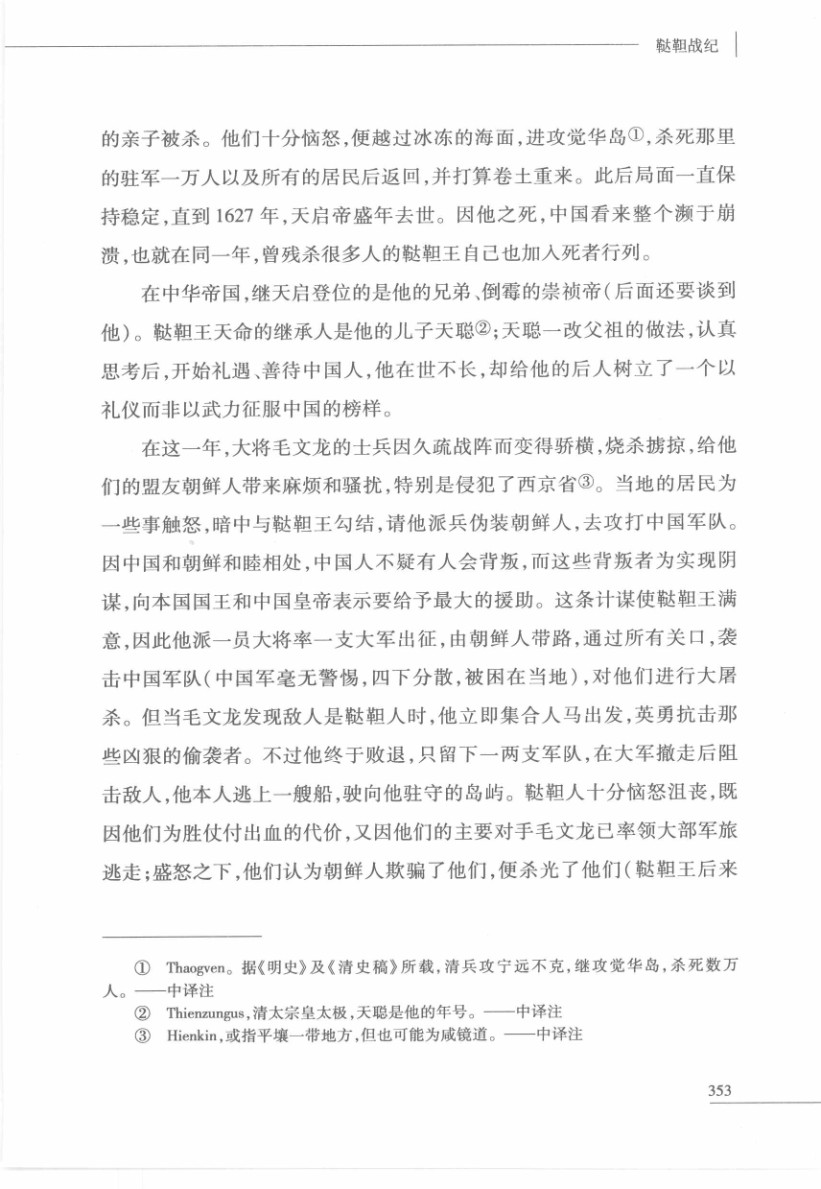 鞑靼战纪
的亲子被杀。他们十分恼怒,便越过冰冻的海面,进攻觉华岛①,杀死那里
的驻军一万人以及所有的居民后返回,并打算卷土重来。此后局面一直保
持稳定,直到1627年,天启帝盛年去世。因他之死,中国看来整个濒于崩
溃,也就在同一年,曾残杀很多人的鞑靼王自己也加入死者行列。
在中华帝国,继天启登位的是他的兄弟、倒霉的崇祯帝(后面还要谈到
他)。鞑靼王天命的继承人是他的儿子天聪②;天聪一改父祖的做法,认真
思考后,开始礼遇、善待中国人,他在世不长,却给他的后人树立了一个以
礼仪而非以武力征服中国的榜样。
在这一年,大将毛文龙的士兵因久疏战阵而变得骄横,烧杀掳掠,给他
们的盟友朝鲜人带来麻烦和骚扰,特别是侵犯了西京省③。当地的居民为
一些事触怒,暗中与鞑靼王勾结,请他派兵伪装朝鲜人,去攻打中国军队。
因中国和朝鲜和睦相处,中国人不疑有人会背叛,而这些背叛者为实现阴
谋,向本国国王和中国皇帝表示要给予最大的援助。这条计谋使鞑靼王满
意,因此他派一员大将率一支大军出征,由朝鲜人带路,通过所有关口,袭
击中国军队(中国军毫无警惕,四下分散,被困在当地),对他们进行大屠
杀。但当毛文龙发现敌人是鞑靼人时,他立即集合人马出发,英勇抗击那
些凶狠的偷袭者。不过他终于败退,只留下一两支军队,在大军撤走后阻
击敌人,他本人逃上一艘船,驶向他驻守的岛屿。鞑靼人十分恼怒沮丧,既
因他们为胜仗付出血的代价,又因他们的主要对手毛文龙已率领大部军旅
逃走;盛怒之下,他们认为朝鲜人欺骗了他们,便杀光了他们(鞑靼王后来
① Thaogven。据《明史》及《清史稿》所载,清兵攻宁远不克,继攻觉华岛,杀死数万
人。——中译注
② Thienzungus,清太宗皇太极,天聪是他的年号。——中译注
③ Hienkin,或指平壤一带地方,但也可能为咸镜道。——中译注
353